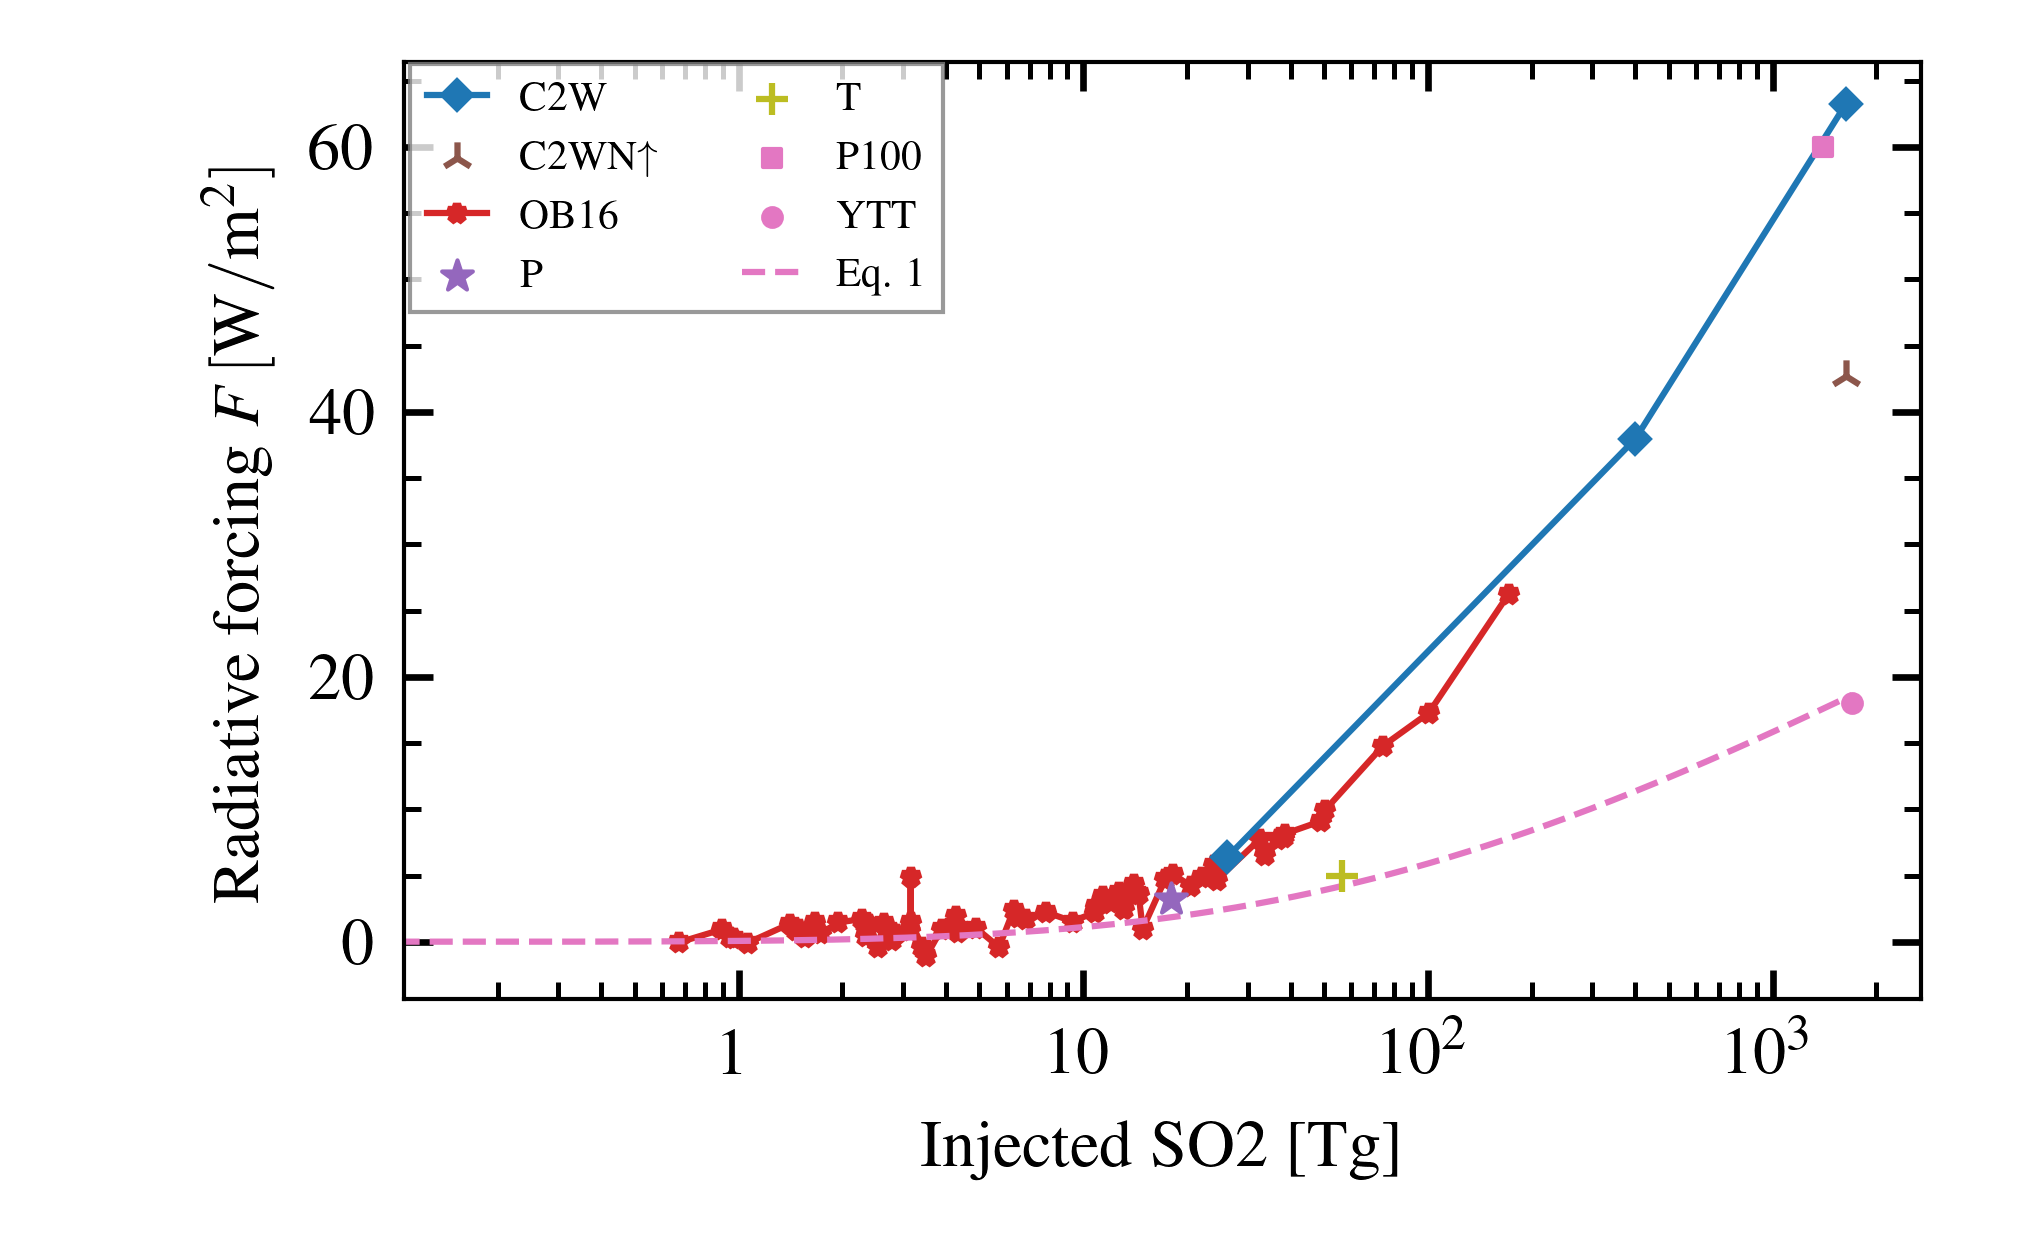 C2W
C2WN↑
OB16
P
T
P100
YTT
Eq. 1
Radiative forcing F [W/m²]
60
40
20
0
1 10 10² 10³
Injected SO2 [Tg]